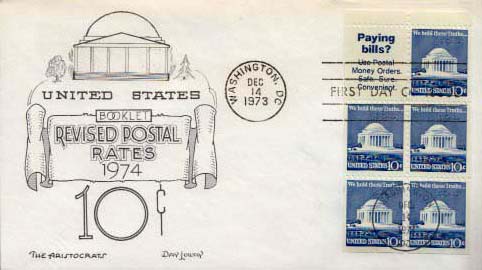 UNITED STATES
BOOKLET
REVISED POSTAL
RATES
1974
10¢
THE ARISTOCRATS
DAY LOWRY
WASHINGTON, DC
DEC
14
1973
FIRST DAY
Paying
bills?
Use Postal
Money Orders.
Safe. Sure.
Convenient.
We hold these Truths...
UNITED STATES 10¢
We hold these Truths...
UNITED STATES 10¢
We hold these Truths...
UNITED STATES 10¢
We hold these Truths...
UNITED STATES 10¢
We hold these Truths...
UNITED STATES 10¢